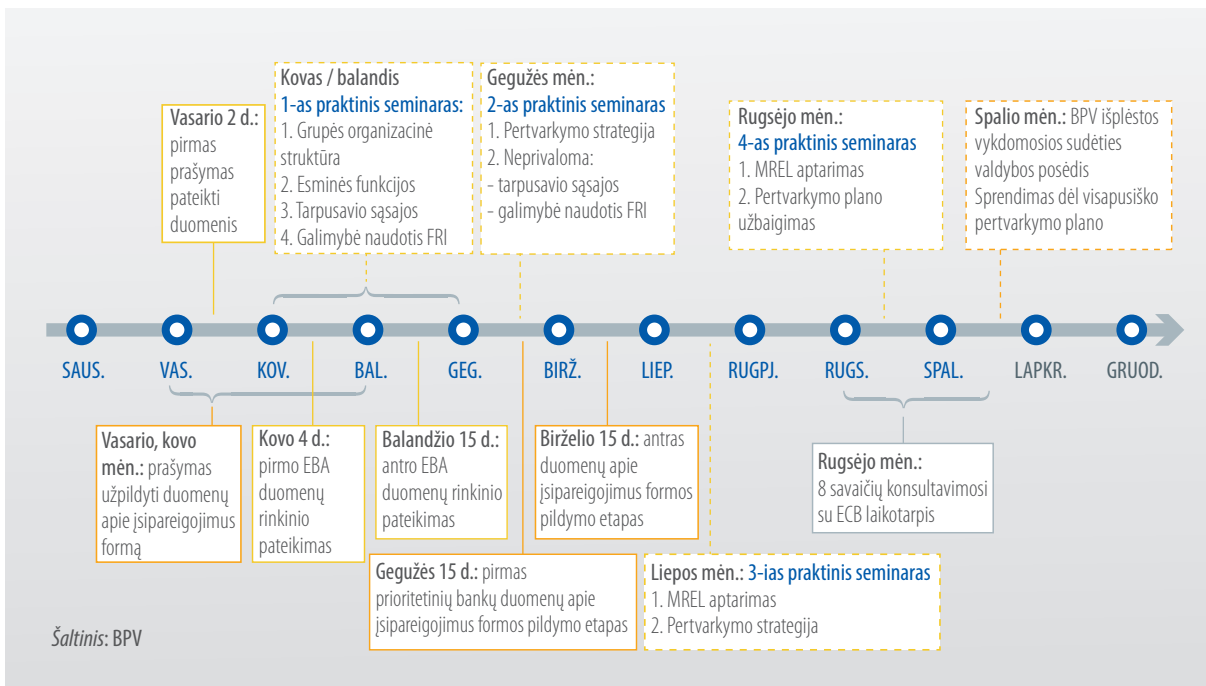 Vasario 2 d.:
pirmas
prašymas
pateikti
duomenis
Kovas / balandis
1-as praktinis seminaras:
1. Grupės organizacinė
struktūra
2. Esminės funkcijos
3. Tarpusavio sąsajos
4. Galimybė naudotis FRI
Gegužės mėn.:
2-as praktinis seminaras
1. Pertvarkymo strategija
2. Neprivaloma:
- tarpusavio sąsajos
- galimybė naudotis FRI
Rugsėjo mėn.:
4-as praktinis seminaras
1. MREL aptarimas
2. Pertvarkymo plano
užbaigimas
Spalio mėn.: BPV išplėstos
vykdomosios sudėties
valdybos posėdis
Sprendimas dėl visapusiško
pertvarkymo plano
SAUS. VAS. KOV. BAL. GEG. BIRŽ. LIEP. RUGPJ. RUGS. SPAL. LAPKR. GRUOD.
Vasario, kovo
mėn.: prašymas
užpildyti duomenų
apie įsipareigojimus
formą
Kovo 4 d.:
pirmo EBA
duomenų
rinkinio
pateikimas
Balandžio 15 d.:
antro EBA
duomenų rinkinio
pateikimas
Birželio 15 d.: antras
duomenų apie
įsipareigojimus formos
pildymo etapas
Rugsėjo mėn.:
8 savaičių konsultavimosi
su ECB laikotarpis
Gegužės 15 d.: pirmas
prioritetinių bankų duomenų apie
įsipareigojimus formos pildymo etapas
Liepos mėn.: 3-ias praktinis seminaras
1. MREL aptarimas
2. Pertvarkymo strategija
Šaltinis: BPV